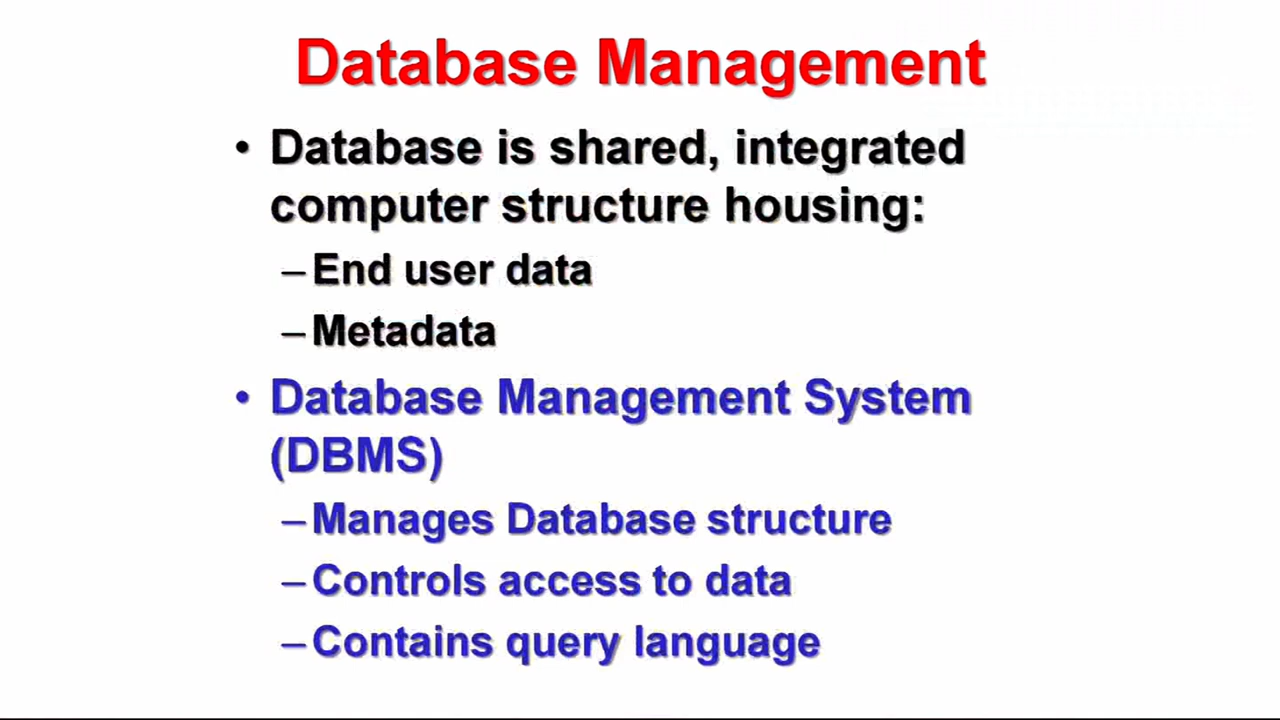 Database Management
• Database is shared, integrated
computer structure housing:
– End user data
– Metadata
• Database Management System
(DBMS)
– Manages Database structure
– Controls access to data
– Contains query language